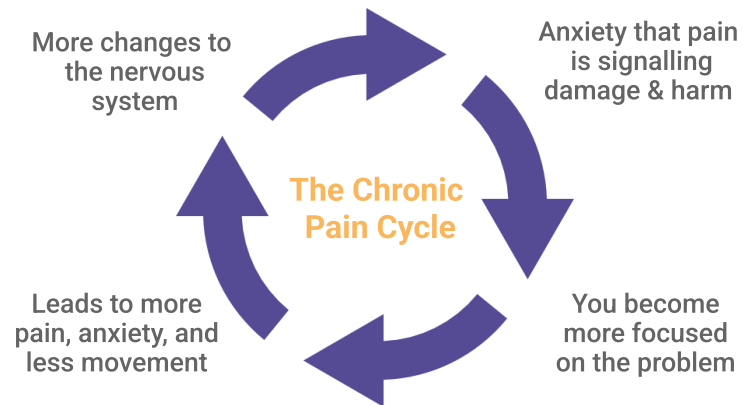 More changes to
the nervous
system
Anxiety that pain
is signalling
damage & harm
The Chronic
Pain Cycle
Leads to more
pain, anxiety, and
less movement
You become
more focused
on the problem